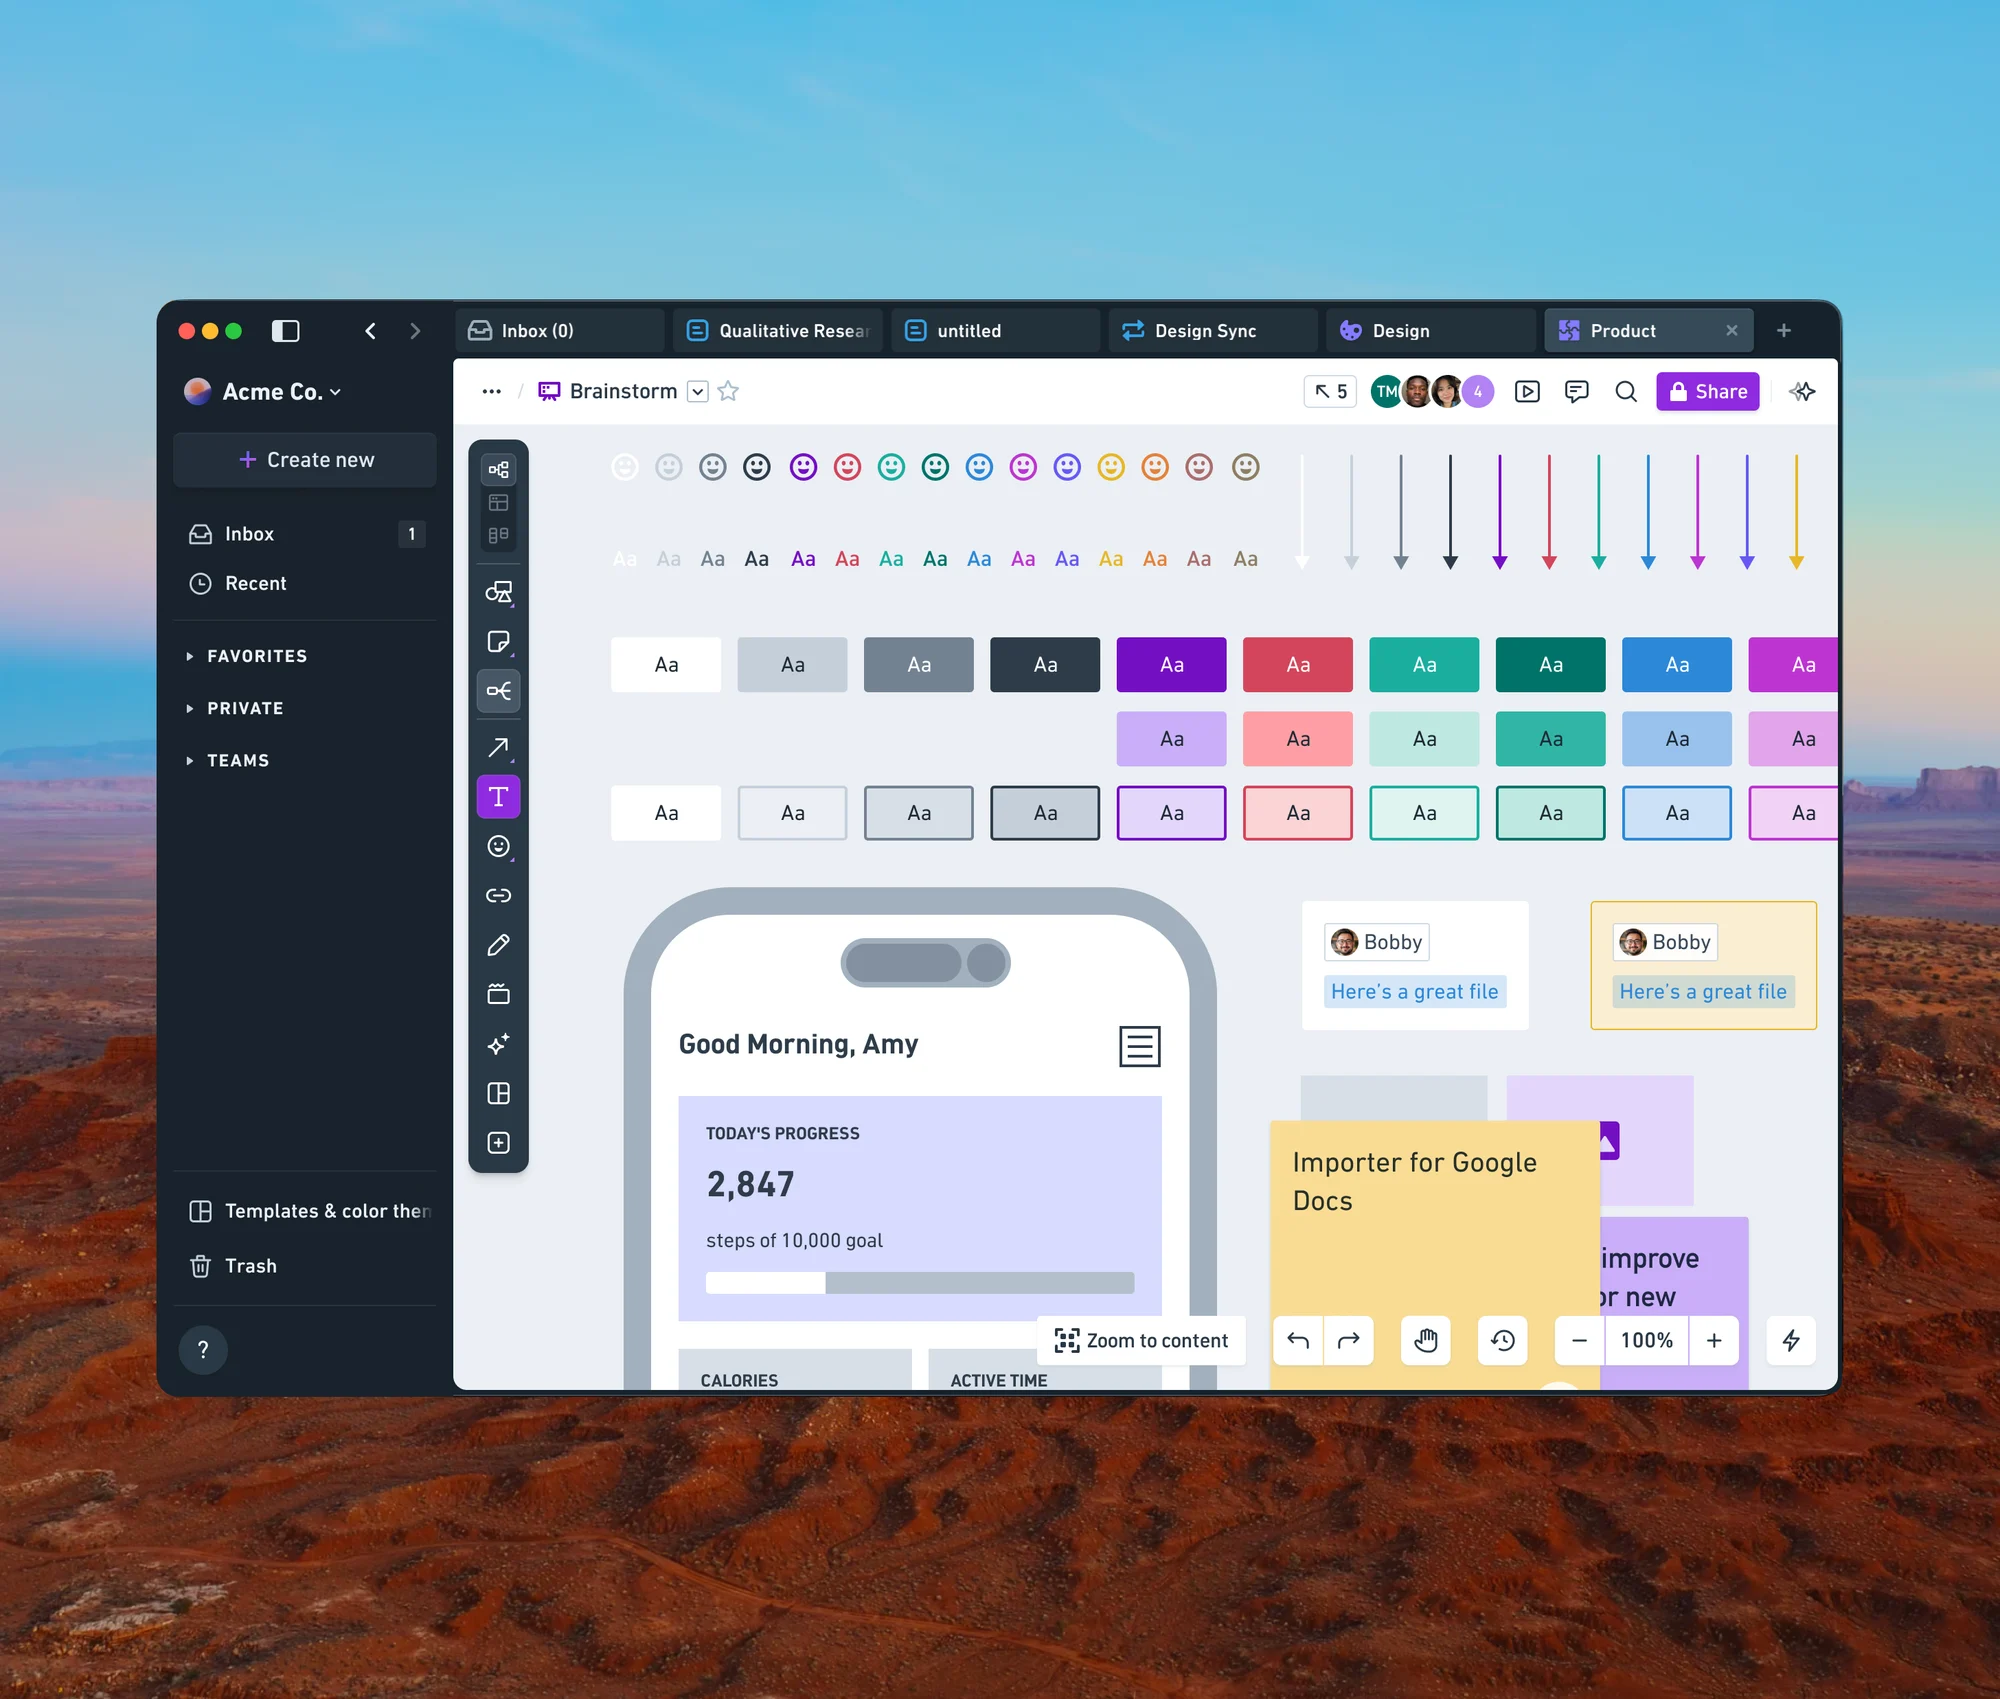 Inbox (0)
Qualitative Resear
untitled
Design Sync
Design
Product
Acme Co.
Create new
Inbox
1
Recent
FAVORITES
PRIVATE
TEAMS
Templates & color then
Trash
?
/
Brainstorm
5
TM
4
Share
T
Aa Aa Aa Aa Aa Aa Aa Aa Aa Aa Aa Aa Aa Aa Aa
Aa Aa Aa Aa Aa Aa Aa Aa Aa Aa
Aa Aa Aa Aa Aa Aa
Aa Aa Aa Aa Aa Aa Aa Aa Aa Aa
Good Morning, Amy
TODAY'S PROGRESS
2,847
steps of 10,000 goal
CALORIES
ACTIVE TIME
Bobby
Here's a great file
Bobby
Here's a great file
Importer for Google
Docs
improve
or new
Zoom to content
100%